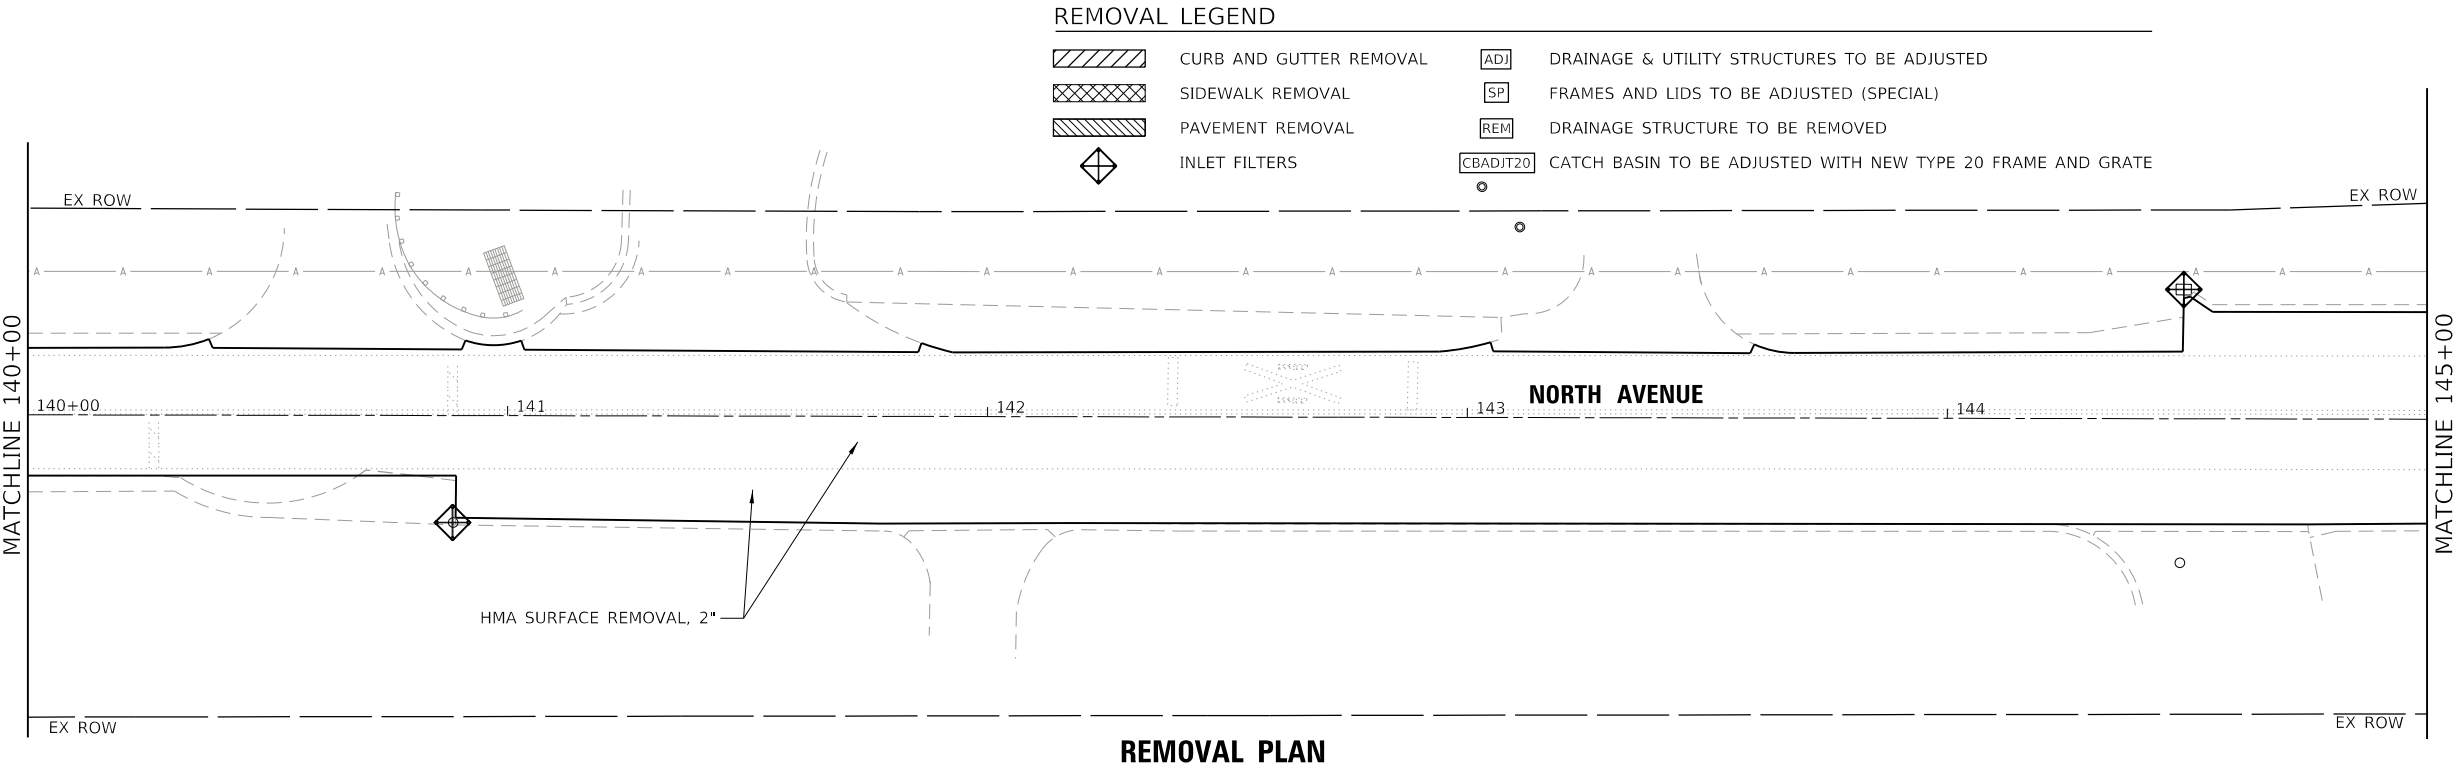 REMOVAL LEGEND
CURB AND GUTTER REMOVAL
ADJ DRAINAGE & UTILITY STRUCTURES TO BE ADJUSTED
SIDEWALK REMOVAL
SP FRAMES AND LIDS TO BE ADJUSTED (SPECIAL)
PAVEMENT REMOVAL
REM DRAINAGE STRUCTURE TO BE REMOVED
INLET FILTERS
CBADJT20 CATCH BASIN TO BE ADJUSTED WITH NEW TYPE 20 FRAME AND GRATE
EX ROW
EX ROW
A A A A A A A A A A A A A A A A A A A A A A A A A A A A
MATCHLINE 140+00
MATCHLINE 145+00
NORTH AVENUE
140+00 141 142 143 144
HMA SURFACE REMOVAL, 2"
EX ROW
EX ROW
REMOVAL PLAN